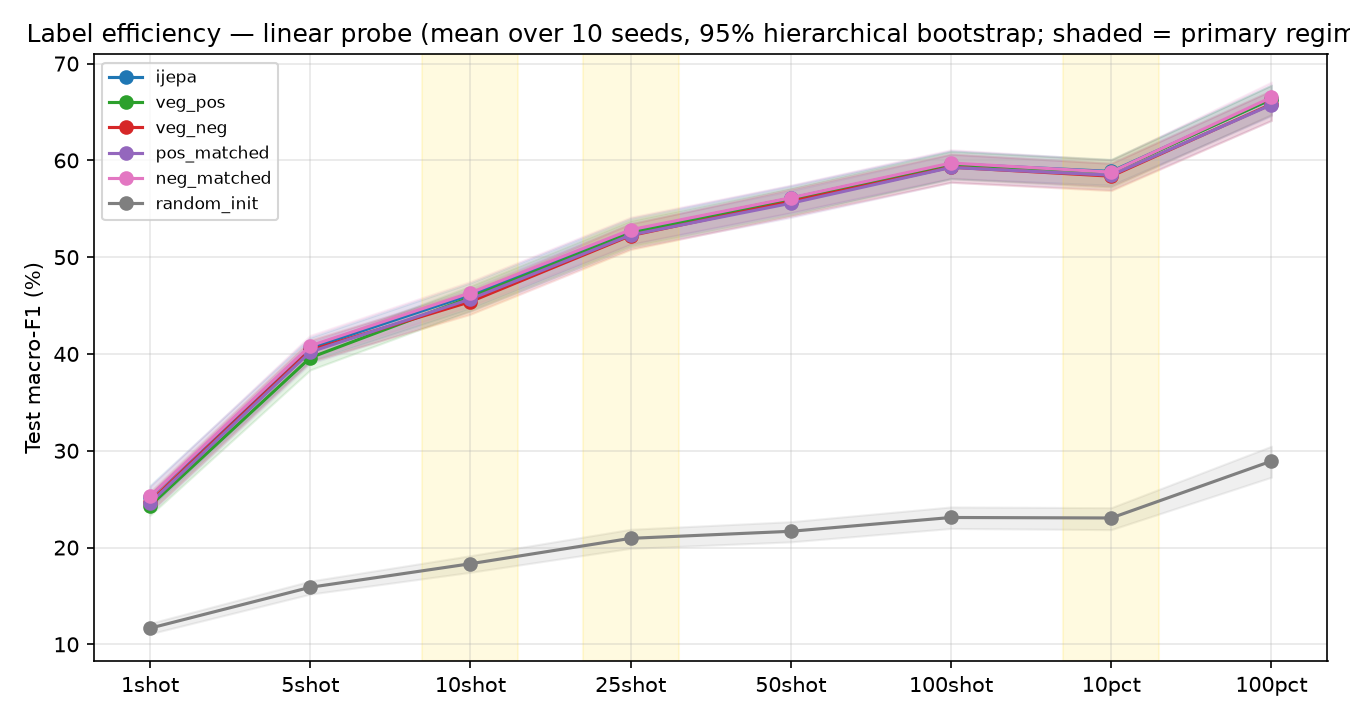 Label efficiency — linear probe (mean over 10 seeds, 95% hierarchical bootstrap; shaded = primary regim
70
60
50
40
30
20
10
Test macro-F1 (%)
ijepa
veg_pos
veg_neg
pos_matched
neg_matched
random_init
1shot
5shot
10shot
25shot
50shot
100shot
10pct
100pct